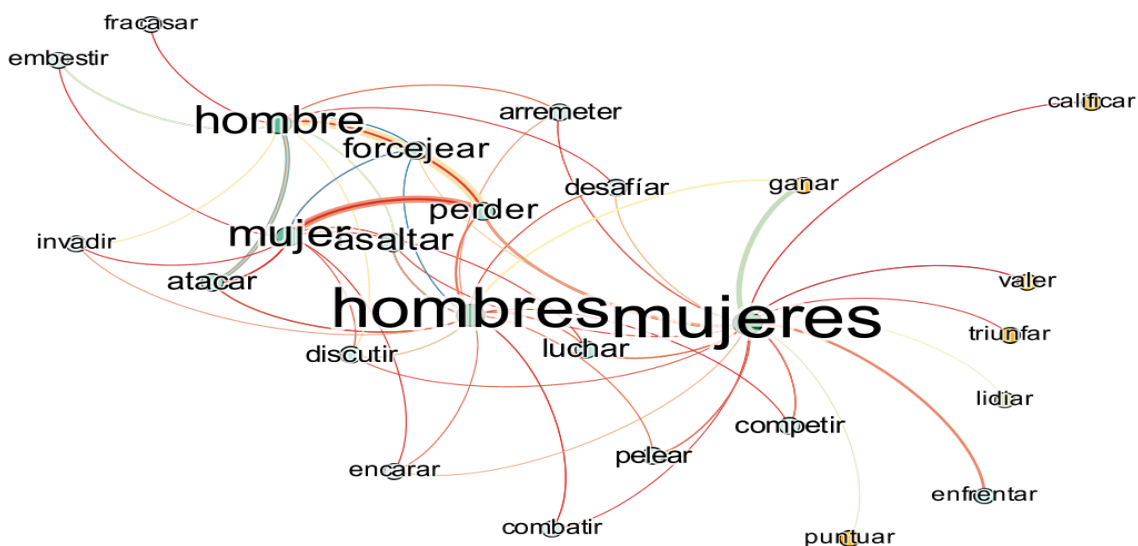 fracasar
embestir
calificar
arremeter
hombre
forcejear
desafíar
ganar
perder
mujer
asaltar
invadir
atacar
valer
hombres
mujeres
triunfar
luchar
discutir
lidiar
competir
pelear
encarar
enfrentar
combatir
puntuar